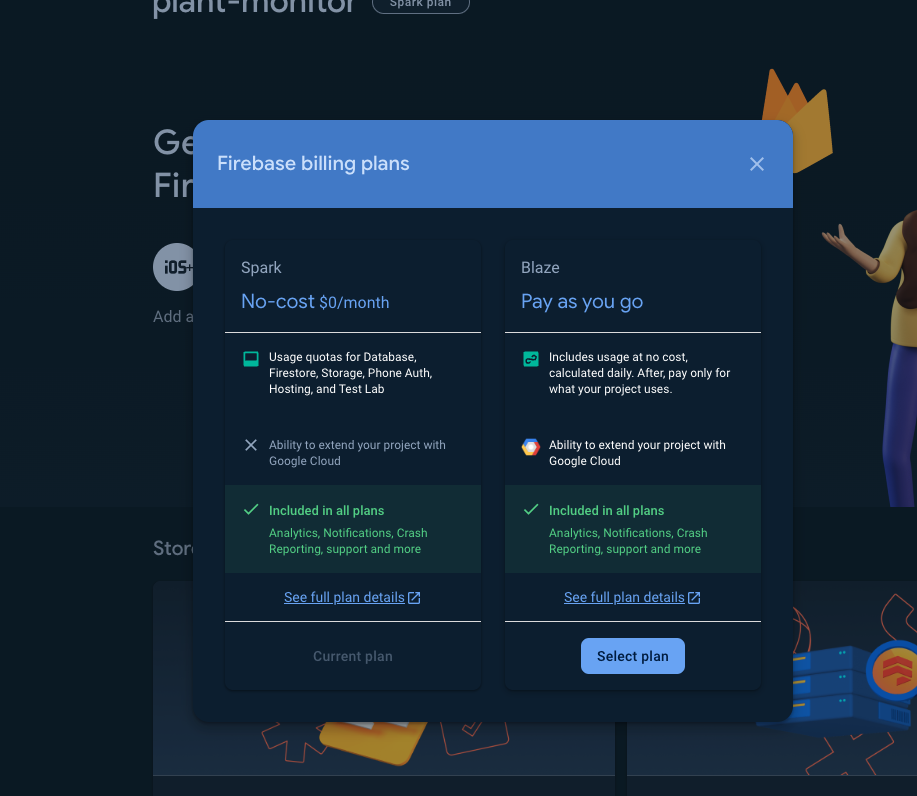 plant-monitor
Spark plan
Ge
Fir
Firebase billing plans
iOS+
Add a
Spark
No-cost $0/month
Usage quotas for Database,
Firestore, Storage, Phone Auth,
Hosting, and Test Lab
Ability to extend your project with
Google Cloud
Included in all plans
Analytics, Notifications, Crash
Reporting, support and more
See full plan details
Current plan
Blaze
Pay as you go
Includes usage at no cost,
calculated daily. After, pay only for
what your project uses.
Ability to extend your project with
Google Cloud
Included in all plans
Analytics, Notifications, Crash
Reporting, support and more
See full plan details
Select plan
Store